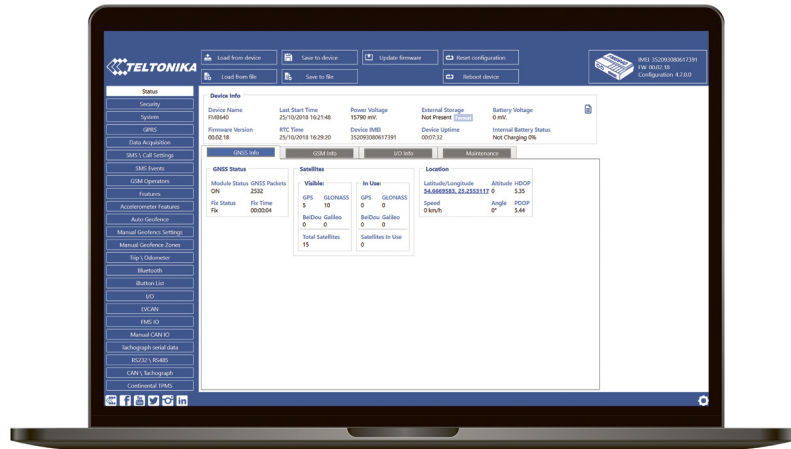 TELTONIKA
Load from device
Save to device
Update firmware
Reset configuration
Load from file
Save to file
Reboot device
IMEI 352093080617391
FW 00.02.18
Configuration 4.7.0.0
Status
Security
System
GPRS
Data Acquisition
SMS \ Call Settings
SMS Events
GSM Operators
Features
Accelerometer Features
Auto Geofence
Manual Geofence Settings
Manual Geofence Zones
Trip \ Odometer
Bluetooth
iButton List
I/O
LVCAN
FMS IO
Manual CAN IO
Tachograph serial data
RS232 \ RS485
CAN \ Tachograph
Continental TPMS
Device Info
Device Name Last Start Time Power Voltage External Storage Battery Voltage
FM8640 25/10/2018 16:21:48 15790 mV. Not Present Format 0 mV.
Firmware Version RTC Time Device IMEI Device Uptime Internal Battery Status
00.02.18 25/10/2018 16:29:20 352093080617391 00:07:32 Not Charging 0%
GNSS Info GSM Info I/O Info Maintenance
GNSS Status
Module Status GNSS Packets
ON 2532
Fix Status Fix Time
Fix 00:00:04
Satellites
Visible:
GPS GLONASS
5 10
BeiDou Galileo
0 0
Total Satellites
15
In Use:
GPS GLONASS
0 0
BeiDou Galileo
0 0
Satellites In Use
0
Location
Latitude/Longitude Altitude HDOP
54.6669583, 25.2553117 0 5.35
Speed Angle PDOP
0 km/h 0° 5.44